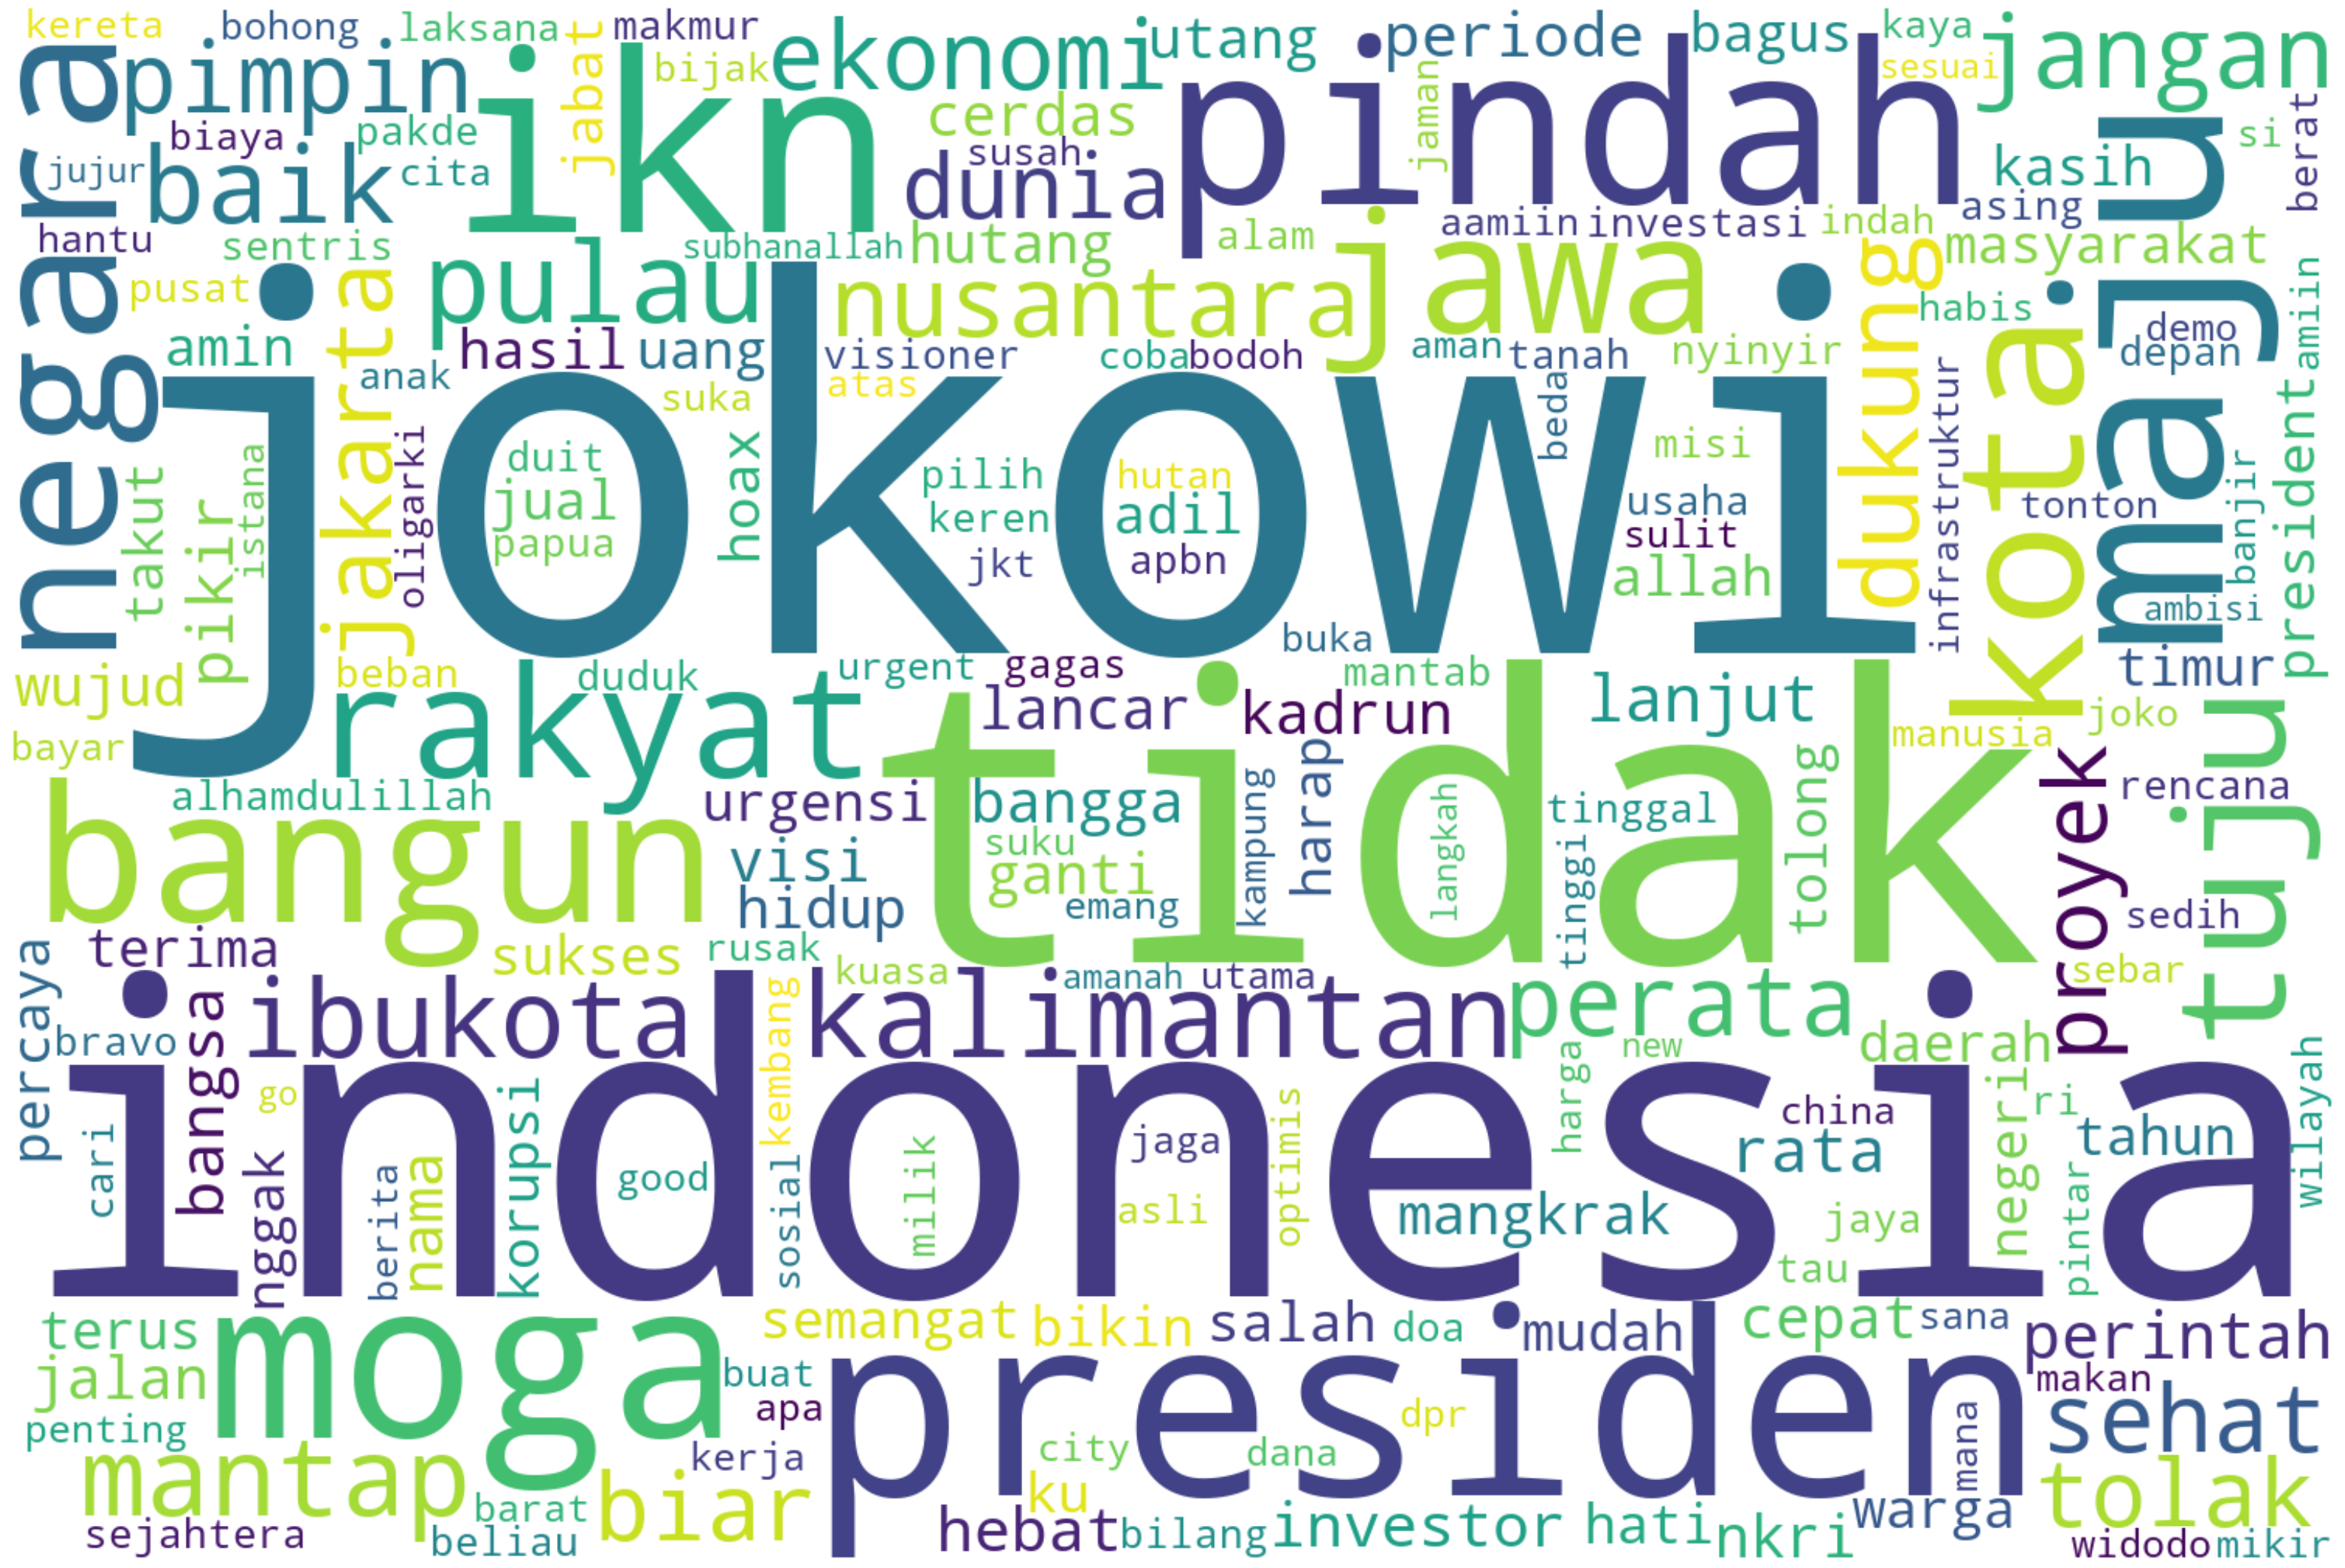 kereta
bohong
laksana
jabat
makmur
bijak
ekonomi
utang
periode
bagus
kaya
sesuai
jangan
negara
pimpin
ikn
pindah
jaman
cerdas
susah
dunia
biaya
pakde
jujur
baik
cita
kasih
si
berat
maju
asing
hantu
sentris
subhanallah
hutang
alam
aamiin
investasi
indah
masyarakat
pusat
jakarta
pulau
nusantara
jawa
dukung
habis
kota
demo
depan
amiin
amin
anak
hasil
uang
visioner
atas
suka
coba
bodoh
aman
tanah
nyinyir
beda
infrastruktur
president
jokowi
takut
pikir
istana
oligarki
duit
jual
papua
hoax
pilih
keren
jkt
hutan
adil
apbn
misi
usaha
sulit
allah
tonton
banjir
ambisi
buka
wujud
beban
rakyat
duduk
urgent
gagas
lancar
kadrun
mantab
lanjut
timur
joko
manusia
tuju
bayar
alhamdulillah
tidak
urgensi
bangga
suku
ganti
emang
kampung
harap
langkah
tinggal
tinggi
tolong
proyek
rencana
bangun
visi
hidup
sedih
sebar
percaya
terima
sukses
rusak
kuasa
amanah
utama
bravo
bangsa
ibukota
kembang
kalimantan
perata
daerah
new
harga
indonesia
go
cari
nggak
berita
nama
korupsi
good
sosial
milik
jaga
asli
optimis
mangkrak
china
rata
jaya
tau
negeri
ri
tahun
pintar
wilayah
terus
jalan
moga
semangat
bikin
salah
doa
mudah
cepat
sana
perintah
makan
penting
buat
apa
presiden
dpr
mana
sehat
mantap
kerja
city
dana
ku
barat
biar
sejahtera
beliau
hebat
bilang
investor
hati
nkri
warga
tolak
widodo
mikir